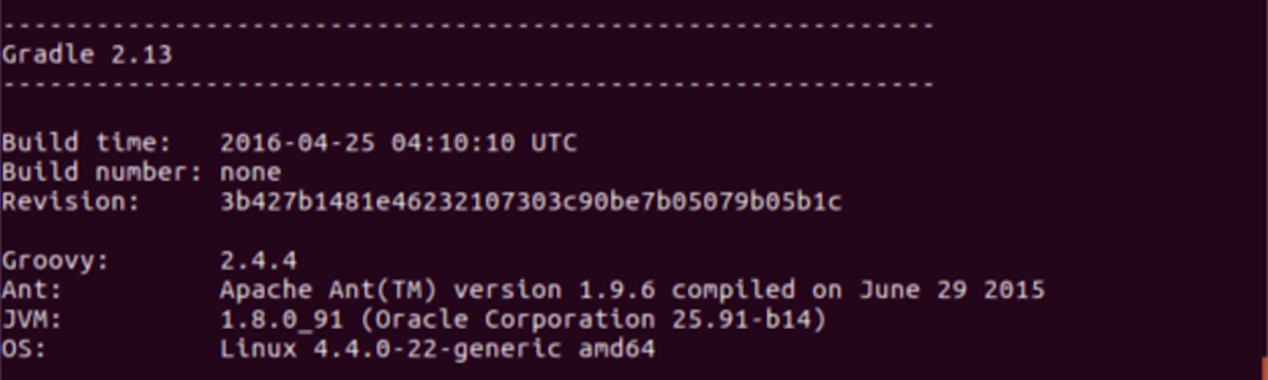 ------------------------------------------------------------
Gradle 2.13
------------------------------------------------------------
Build time:   2016-04-25 04:10:10 UTC
Build number: none
Revision:     3b427b1481e46232107303c90be7b05079b05b1c
Groovy:       2.4.4
Ant:          Apache Ant(TM) version 1.9.6 compiled on June 29 2015
JVM:          1.8.0_91 (Oracle Corporation 25.91-b14)
OS:           Linux 4.4.0-22-generic amd64